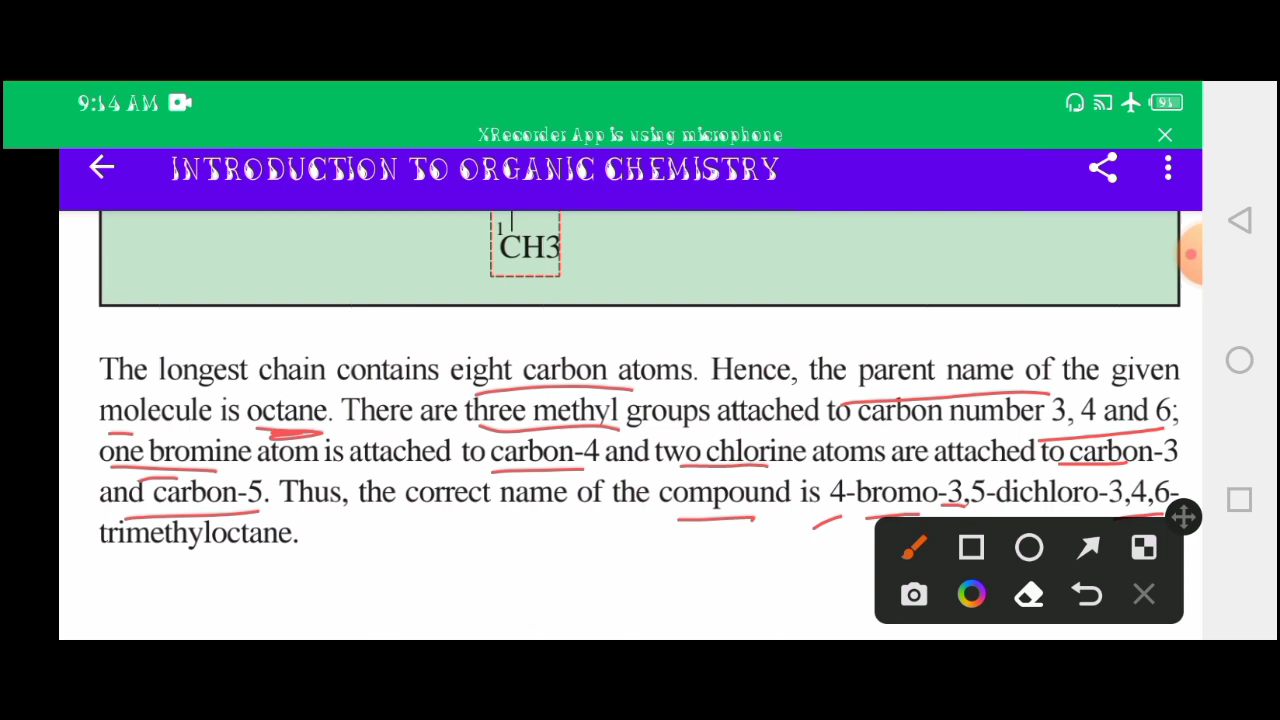 9:14 AM
91
XRecorder App is using microphone
INTRODUCTION TO ORGANIC CHEMISTRY
1
CH3
The longest chain contains eight carbon atoms. Hence, the parent name of the given
molecule is octane. There are three methyl groups attached to carbon number 3, 4 and 6;
one bromine atom is attached to carbon-4 and two chlorine atoms are attached to carbon-3
and carbon-5. Thus, the correct name of the compound is 4-bromo-3,5-dichloro-3,4,6-
trimethyloctane.